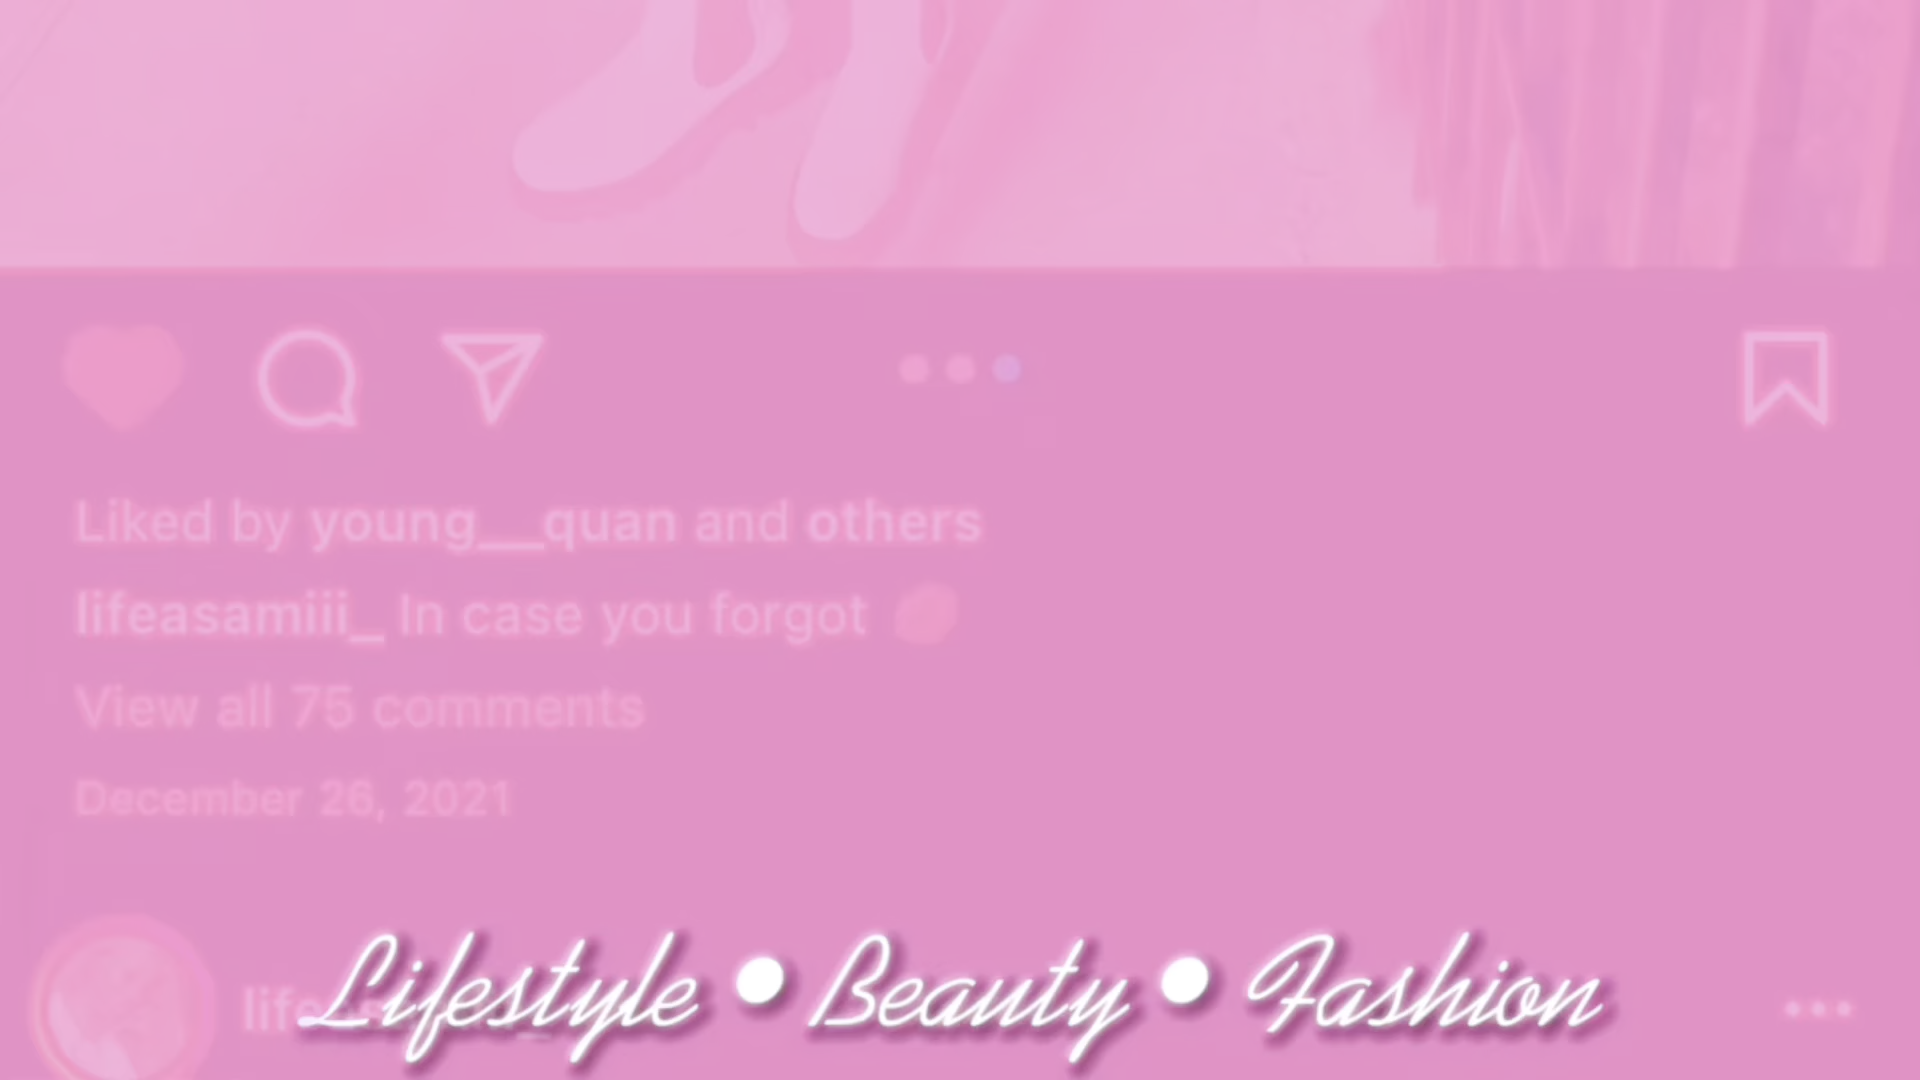 Liked by young__quan and others
lifeasamiii_ In case you forgot
View all 75 comments
December 26, 2021
Lifestyle • Beauty • Fashion